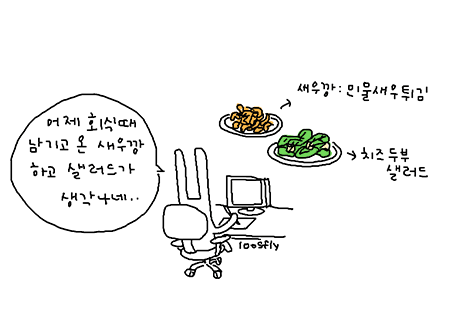 어제 회식때
남기고 온 새우깡
하고 샐러드가
생각나네..
새우깡 : 민물새우튀김
치즈두부
샐러드
loosfly